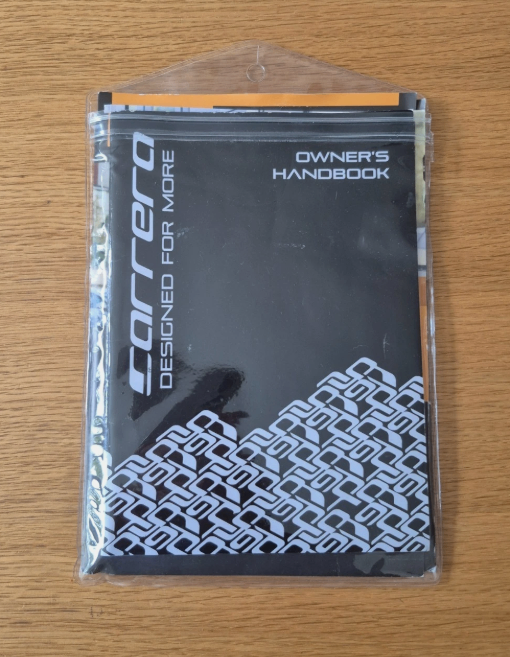 carrera
DESIGNED FOR MORE
OWNER'S
HANDBOOK